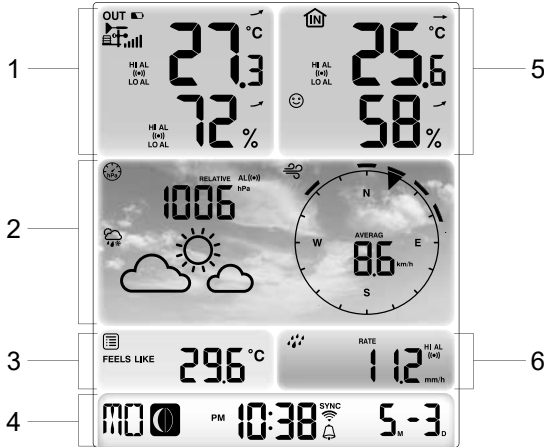 1
OUT
27.3 °C
HI AL
((•))
LO AL
72 %
HI AL
((•))
LO AL
IN
25.6 °C
HI AL
((•))
LO AL
58 %
5
2
hPa
RELATIVE AL((•))
1006 hPa
N
W
E
S
AVERAG
8.6 km/h
3
FEELS LIKE
29.6 °C
RATE
11.2 mm/h
HI AL
((•))
6
4
MO
PM 10:38
SYNC
5M-3D